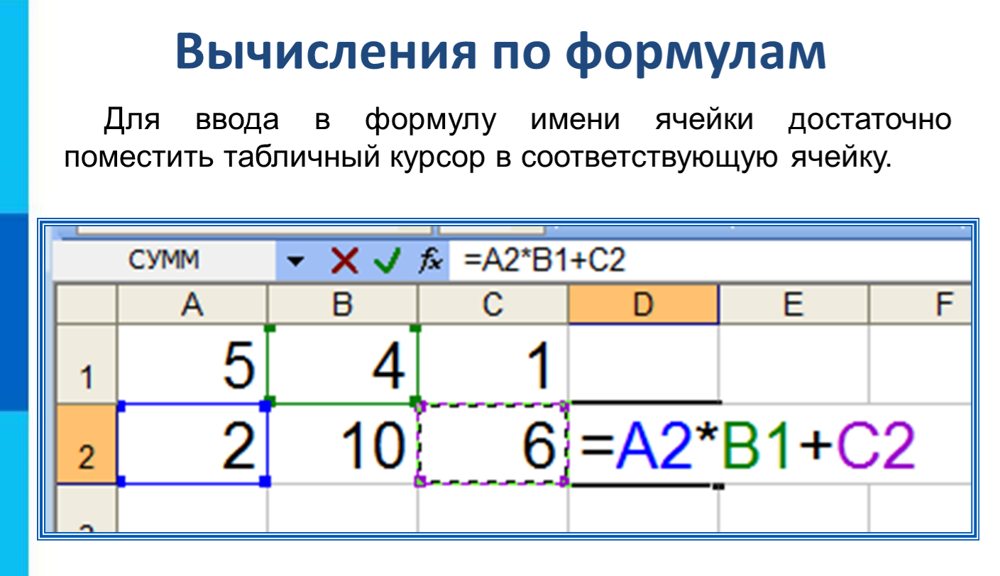 Вычисления по формулам
Для ввода в формулу имени ячейки достаточно
поместить табличный курсор в соответствующую ячейку.
СУММ fx =A2*B1+C2
A B C D E F
1 5 4 1
2 2 10 6 =A2*B1+C2